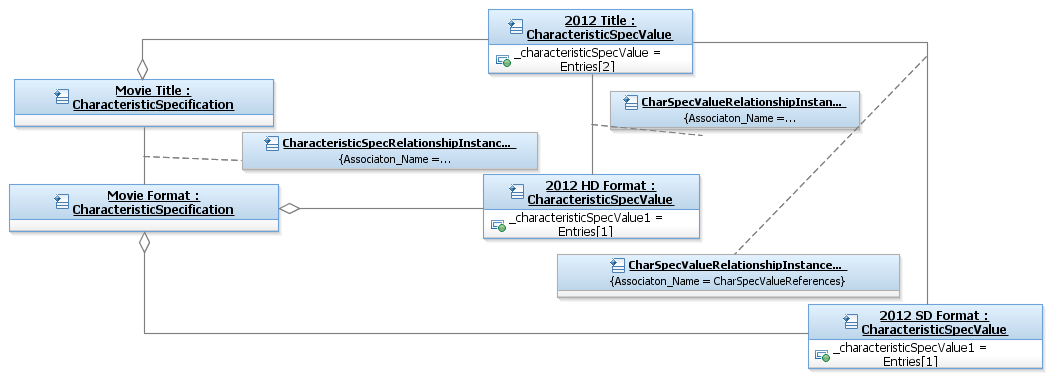 2012 Title :
CharacteristicSpecValue
_characteristicSpecValue =
Entries[2]
Movie Title :
CharacteristicSpecification
CharSpecValueRelationshipInstan...
{Associaton_Name =...
CharacteristicSpecRelationshipInstanc...
{Associaton_Name =...
Movie Format :
CharacteristicSpecification
2012 HD Format :
CharacteristicSpecValue
_characteristicSpecValue1 =
Entries[1]
CharSpecValueRelationshipInstance...
{Associaton_Name = CharSpecValueReferences}
2012 SD Format :
CharacteristicSpecValue
_characteristicSpecValue1 =
Entries[1]